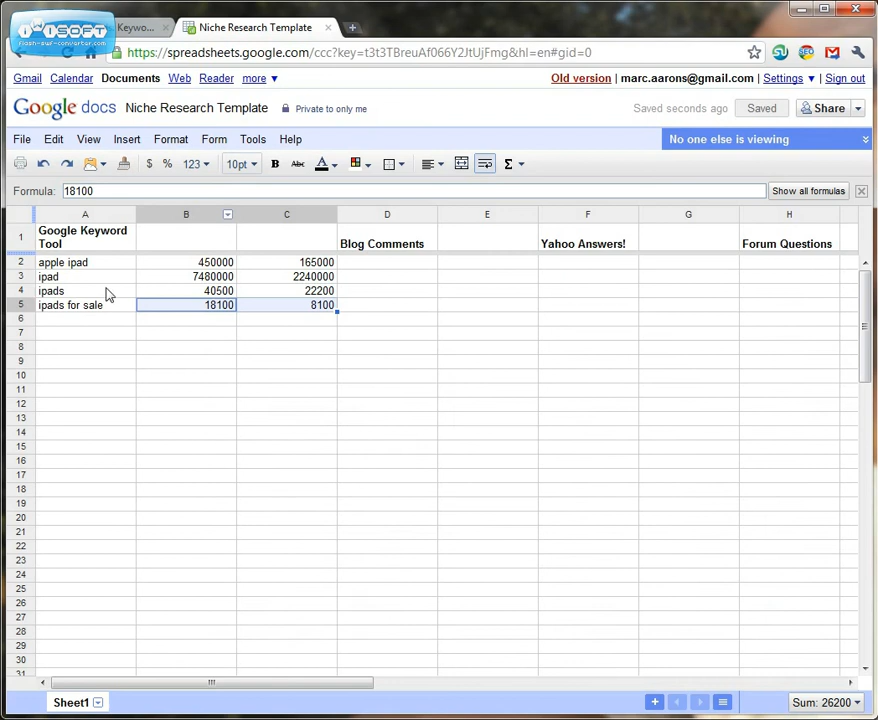 iWiSOFT
flash-swf-converter.com
Keywo...
Niche Research Template
https://spreadsheets.google.com/ccc?key=t3t3TBreuAf066Y2JtUjFmg&hl=en#gid=0
Gmail Calendar Documents Web Reader more ▼
Old version | marc.aarons@gmail.com | Settings ▼ | Sign out
Google docs Niche Research Template Private to only me
Saved seconds ago Saved Share
File Edit View Insert Format Form Tools Help
No one else is viewing
$ % 123 10pt B Abc A Σ
Formula: 18100 Show all formulas
A B C D E F G H
1 Google Keyword
Tool Blog Comments Yahoo Answers! Forum Questions
2 apple ipad 450000 165000
3 ipad 7480000 2240000
4 ipads 40500 22200
5 ipads for sale 18100 8100
6
7
8
9
10
11
12
13
14
15
16
17
18
19
20
21
22
23
24
25
26
27
28
29
30
31
Sheet1 Sum: 26200